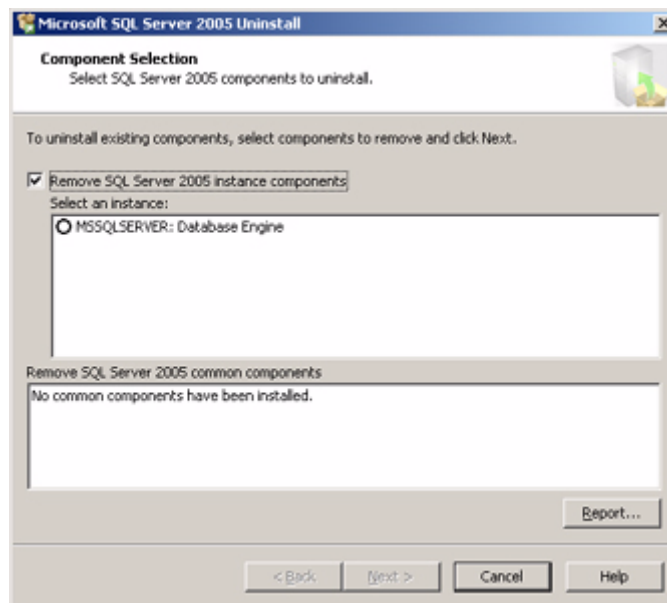 Microsoft SQL Server 2005 Uninstall
Component Selection
Select SQL Server 2005 components to uninstall.
To uninstall existing components, select components to remove and click Next.
Remove SQL Server 2005 instance components
Select an instance:
MSSQLSERVER: Database Engine
Remove SQL Server 2005 common components
No common components have been installed.
Report...
< Back Next > Cancel Help